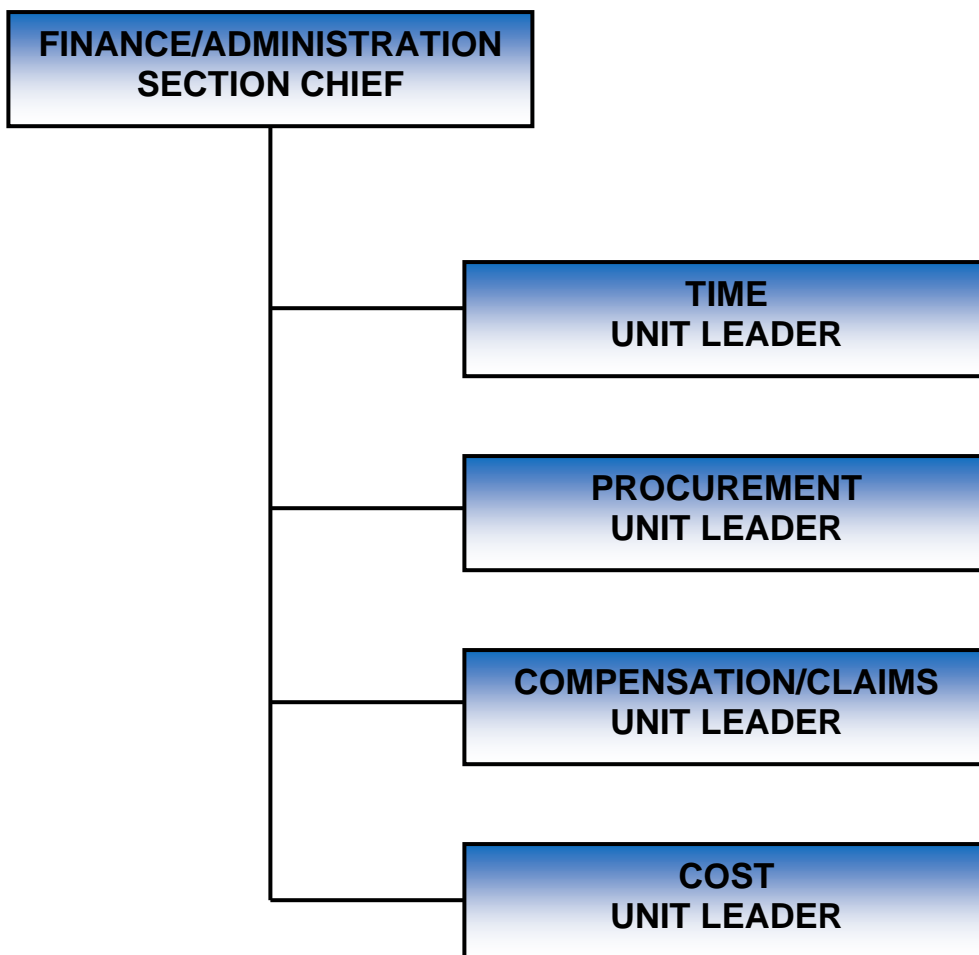 FINANCE/ADMINISTRATION
SECTION CHIEF
TIME
UNIT LEADER
PROCUREMENT
UNIT LEADER
COMPENSATION/CLAIMS
UNIT LEADER
COST
UNIT LEADER